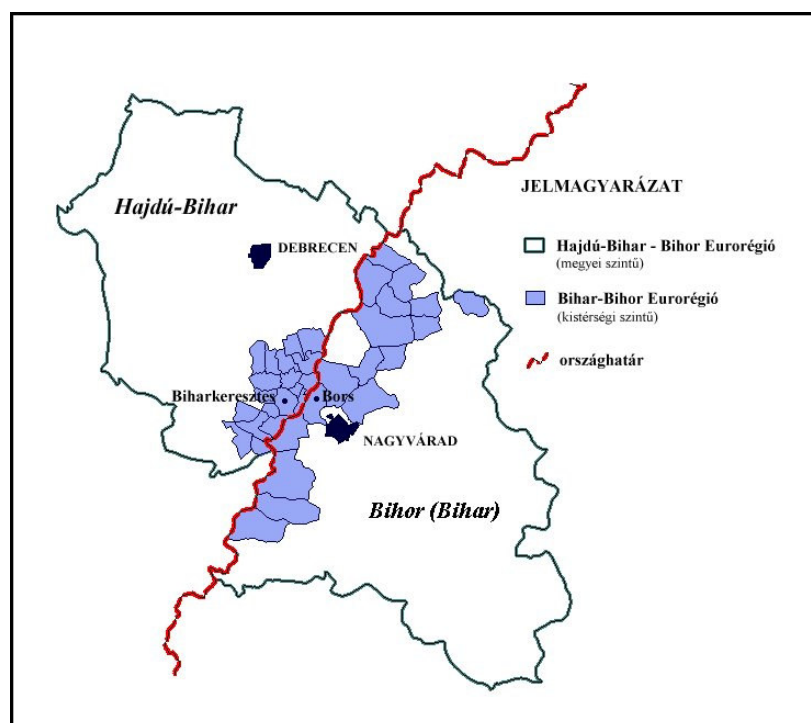 Hajdú-Bihar
DEBRECEN
JELMAGYARÁZAT
Hajdú-Bihar - Bihor Eurorégió
(megyei szintű)
Bihar-Bihor Eurorégió
(kistérségi szintű)
országhatár
Biharkeresztes
Bors
NAGYVÁRAD
Bihor (Bihar)